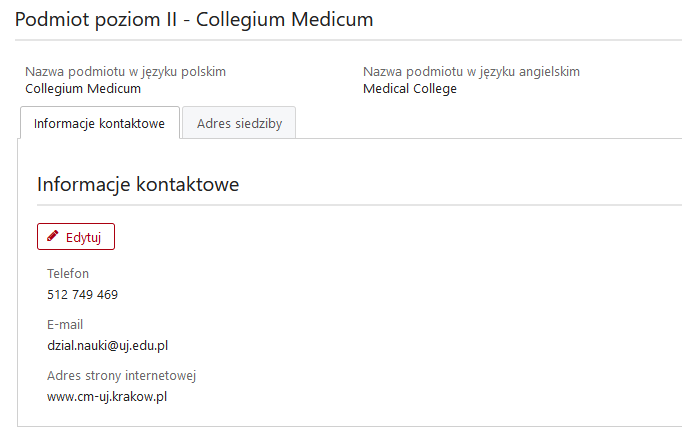 Podmiot poziom II - Collegium Medicum
Nazwa podmiotu w języku polskim
Collegium Medicum
Nazwa podmiotu w języku angielskim
Medical College
Informacje kontaktowe
Adres siedziby
Informacje kontaktowe
Edytuj
Telefon
512 749 469
E-mail
dzial.nauki@uj.edu.pl
Adres strony internetowej
www.cm-uj.krakow.pl